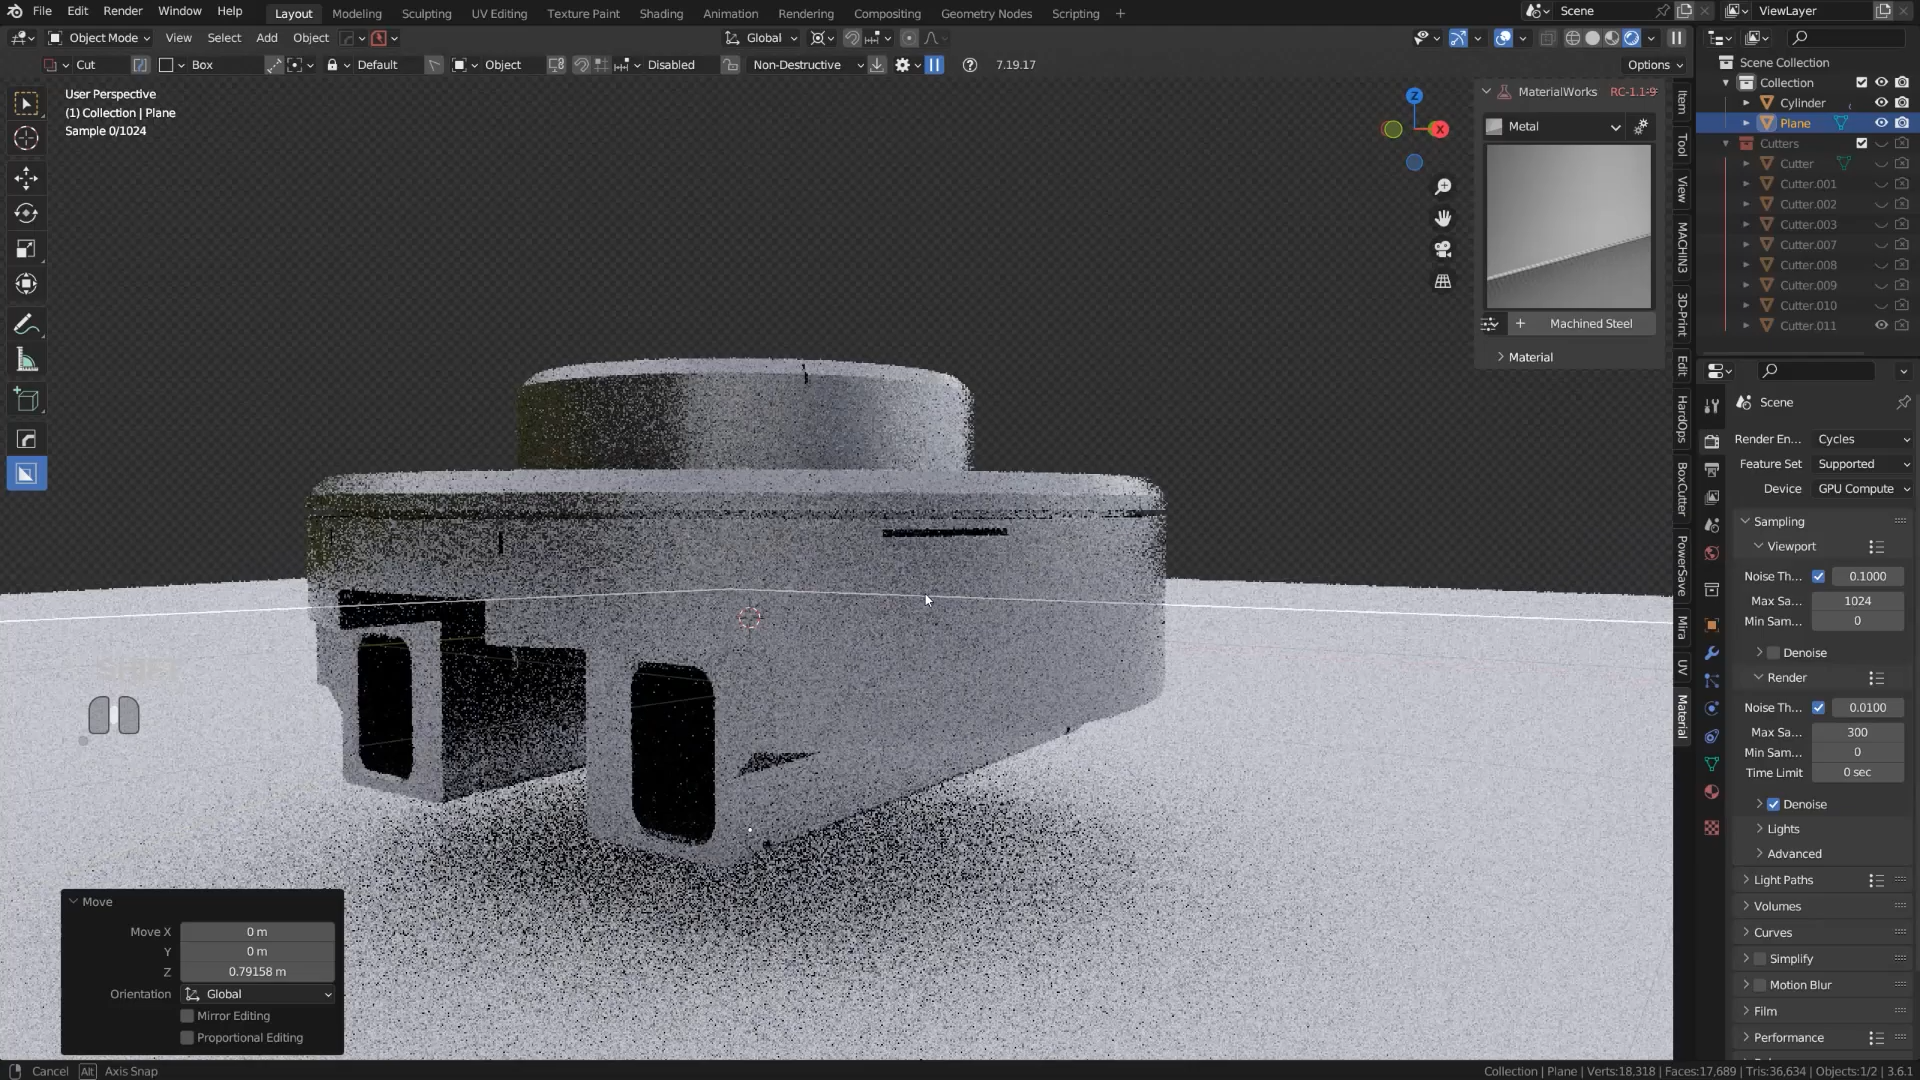 File Edit Render Window Help Layout Modeling Sculpting UV Editing Texture Paint Shading Animation Rendering Compositing Geometry Nodes Scripting + Scene ViewLayer
Object Mode View Select Add Object Global
Cut Box Default Object Disabled Non-Destructive 7.19.17 Options
User Perspective
(1) Collection | Plane
Sample 0/1024
Z
X
MaterialWorks RC-1.1-9
Metal
+ Machined Steel
Material
Item
Tool
View
MACHIN3
3D-Print
Edit
HardOps
BoxCutter
PowerSave
Mira
UV
Material
Scene Collection
Collection
Cylinder
Plane
Cutters
Cutter
Cutter.001
Cutter.002
Cutter.003
Cutter.007
Cutter.008
Cutter.009
Cutter.010
Cutter.011
Scene
Render En... Cycles
Feature Set Supported
Device GPU Compute
Sampling
Viewport
Noise Th... 0.1000
Max Sa... 1024
Min Sam... 0
Denoise
Render
Noise Th... 0.0100
Max Sa... 300
Min Sam... 0
Time Limit 0 sec
Denoise
Lights
Advanced
Light Paths
Volumes
Curves
Simplify
Motion Blur
Film
Performance
Move
Move X 0 m
Y 0 m
Z 0.79158 m
Orientation Global
Mirror Editing
Proportional Editing
Cancel Alt Axis Snap
Collection | Plane | Verts:18,318 | Faces:17,689 | Tris:36,634 | Objects:1/2 | 3.6.1